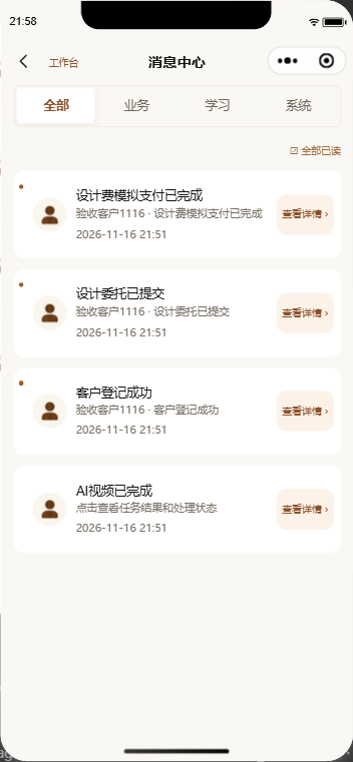 21:58
工作台
消息中心
全部
业务
学习
系统
全部已读
设计费模拟支付已完成
验收客户1116 · 设计费模拟支付已完成
2026-11-16 21:51
查看详情 ›
设计委托已提交
验收客户1116 · 设计委托已提交
2026-11-16 21:51
查看详情 ›
客户登记成功
验收客户1116 · 客户登记成功
2026-11-16 21:51
查看详情 ›
AI视频已完成
点击查看任务结果和处理状态
2026-11-16 21:51
查看详情 ›